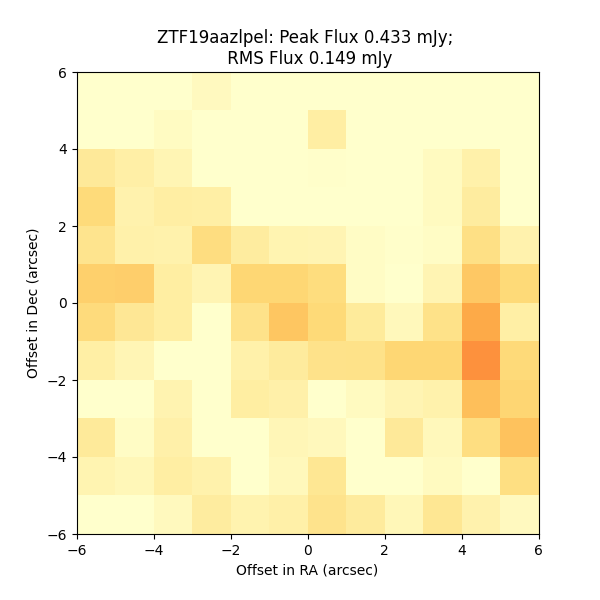 ZTF19aazlpel: Peak Flux 0.433 mJy;
RMS Flux 0.149 mJy
6
4
2
0
−2
−4
−6
Offset in Dec (arcsec)
−6 −4 −2 0 2 4 6
Offset in RA (arcsec)